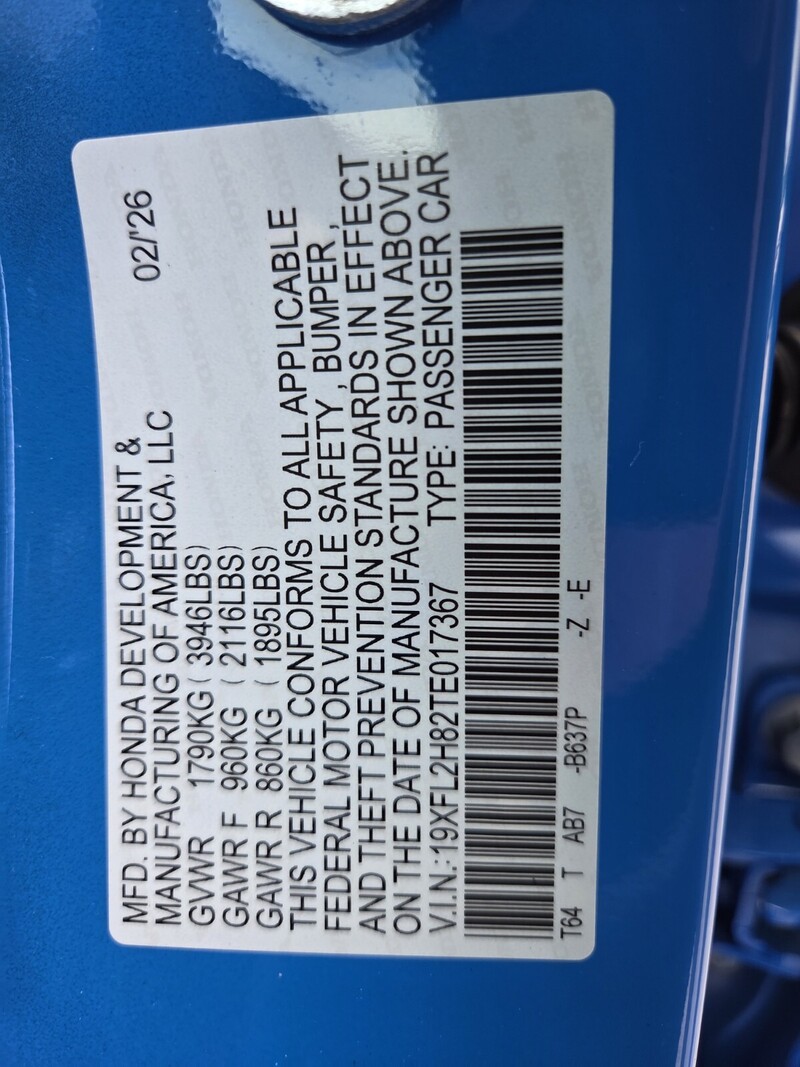 MFD. BY HONDA DEVELOPMENT & 02/'26
MANUFACTURING OF AMERICA, LLC
GVWR 1790KG ( 3946LBS)
GAWR F 960KG ( 2116LBS)
GAWR R 860KG ( 1895LBS)
THIS VEHICLE CONFORMS TO ALL APPLICABLE
FEDERAL MOTOR VEHICLE SAFETY , BUMPER ,
AND THEFT PREVENTION STANDARDS IN EFFECT
ON THE DATE OF MANUFACTURE SHOWN ABOVE.
V.I.N.:19XFL2H82TE017367 TYPE: PASSENGER CAR
T64 T AB7 -B637P -Z -E